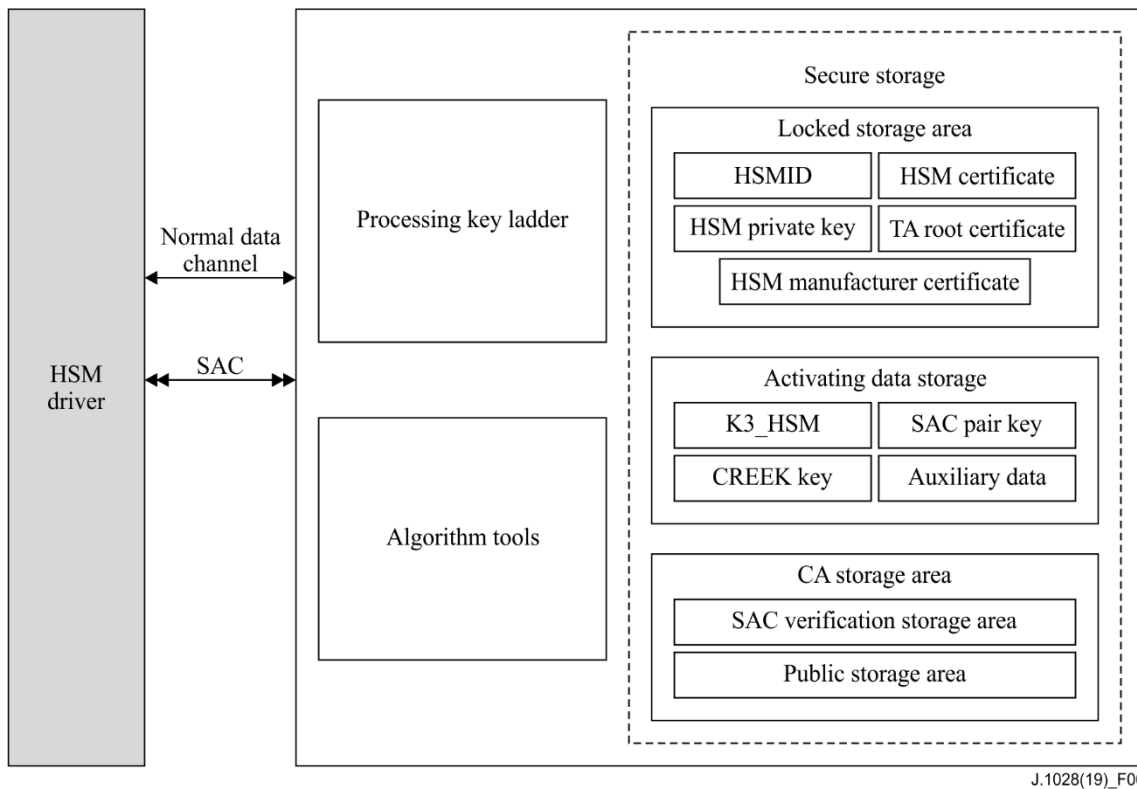 HSM
driver
Normal data
channel
SAC
Processing key ladder
Algorithm tools
Secure storage
Locked storage area
HSMID
HSM certificate
HSM private key
TA root certificate
HSM manufacturer certificate
Activating data storage
K3_HSM
SAC pair key
CREEK key
Auxiliary data
CA storage area
SAC verification storage area
Public storage area